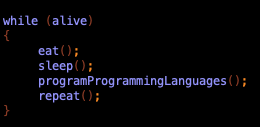 while (alive)
{
    eat();
    sleep();
    programProgrammingLanguages();
    repeat();
}